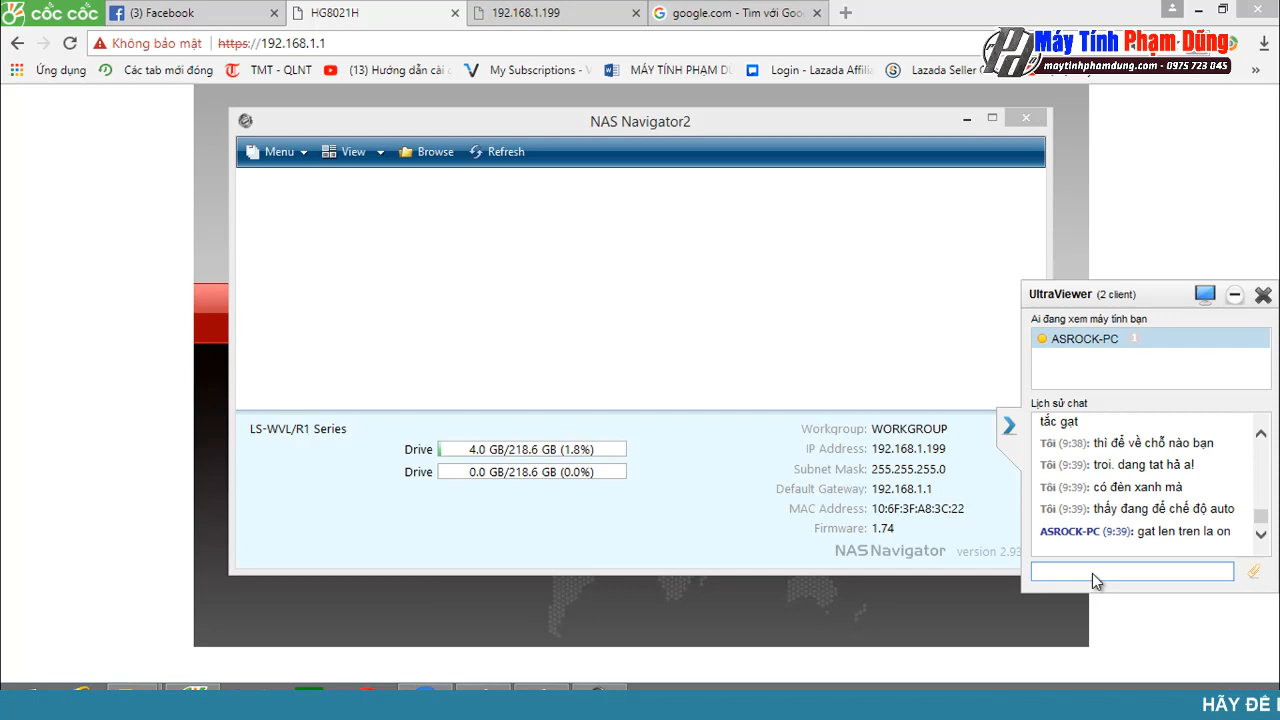 cốc cốc
(3) Facebook
HG8021H
192.168.1.199
google.com - Tìm với Goo
Không bảo mật
https://192.168.1.1
Máy Tính Phạm Dũng
maytinhphamdung.com - 0975 723 045
Ứng dụng
Các tab mới đóng
TMT - QLNT
(13) Hướng dẫn cài
My Subscriptions -
MÁY TÍNH PHẠM D
Login - Lazada Affilia
Lazada Seller C
NAS Navigator2
Menu
View
Browse
Refresh
LS-WVL/R1 Series
Drive 4.0 GB/218.6 GB (1.8%)
Drive 0.0 GB/218.6 GB (0.0%)
Workgroup: WORKGROUP
IP Address: 192.168.1.199
Subnet Mask: 255.255.255.0
Default Gateway: 192.168.1.1
MAC Address: 10:6F:3F:A8:3C:22
Firmware: 1.74
NAS Navigator version 2.93
UltraViewer (2 client)
Ai đang xem máy tính bạn
ASROCK-PC 1
Lịch sử chat
tắc gạt
Tôi (9:38): thì để về chỗ nào bạn
Tôi (9:39): troi. dang tat hả a!
Tôi (9:39): có đèn xanh mà
Tôi (9:39): thấy đang để chế độ auto
ASROCK-PC (9:39): gat len tren la on
HÃY ĐỂ